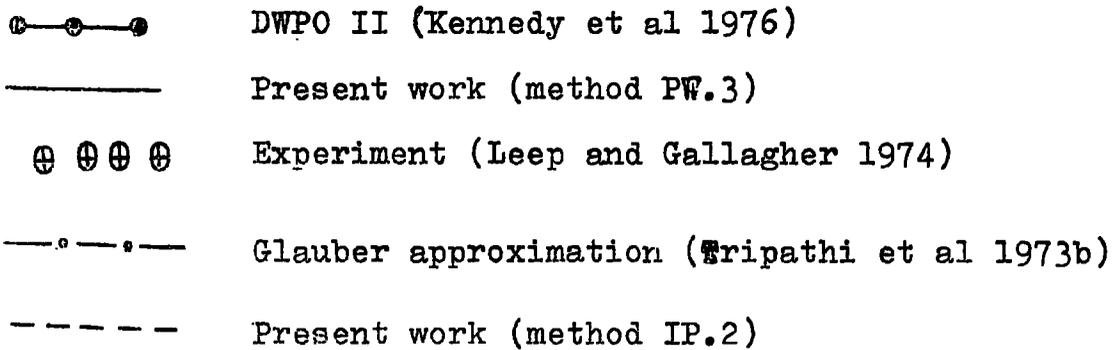 DWPO II (Kennedy et al 1976)
Present work (method PW.3)
Experiment (Leep and Gallagher 1974)
Glauber approximation (Tripathi et al 1973b)
Present work (method IP.2)